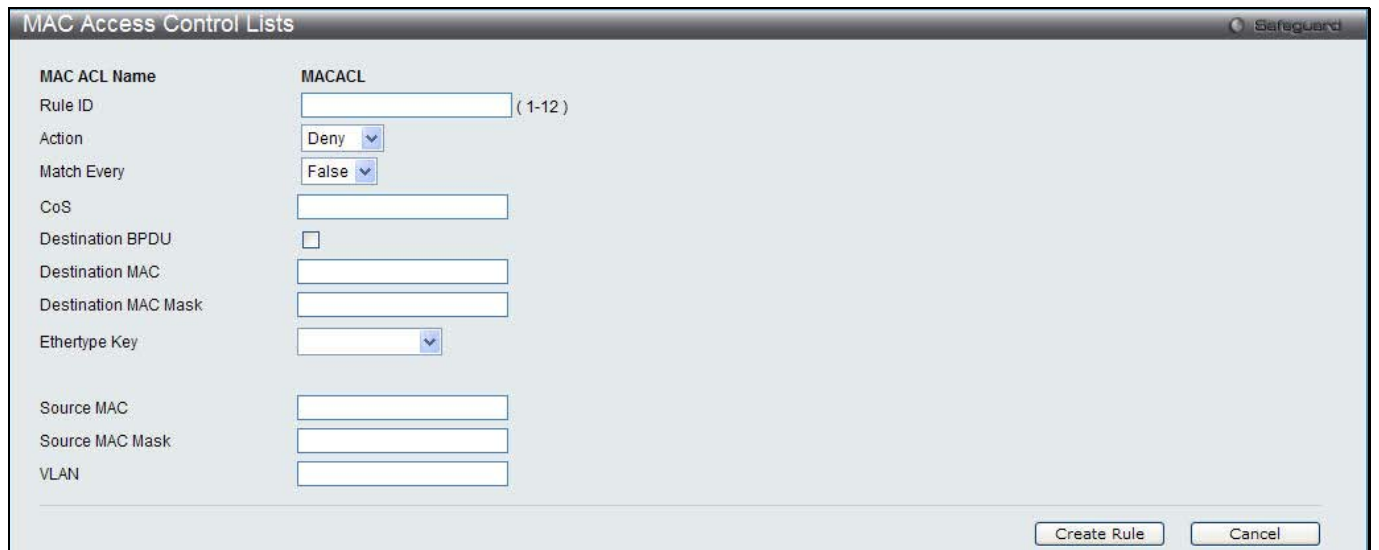 MAC Access Control Lists
Safeguard
MAC ACL Name MACACL
Rule ID ( 1-12 )
Action Deny
Match Every False
CoS
Destination BPDU
Destination MAC
Destination MAC Mask
Ethertype Key
Source MAC
Source MAC Mask
VLAN
Create Rule Cancel